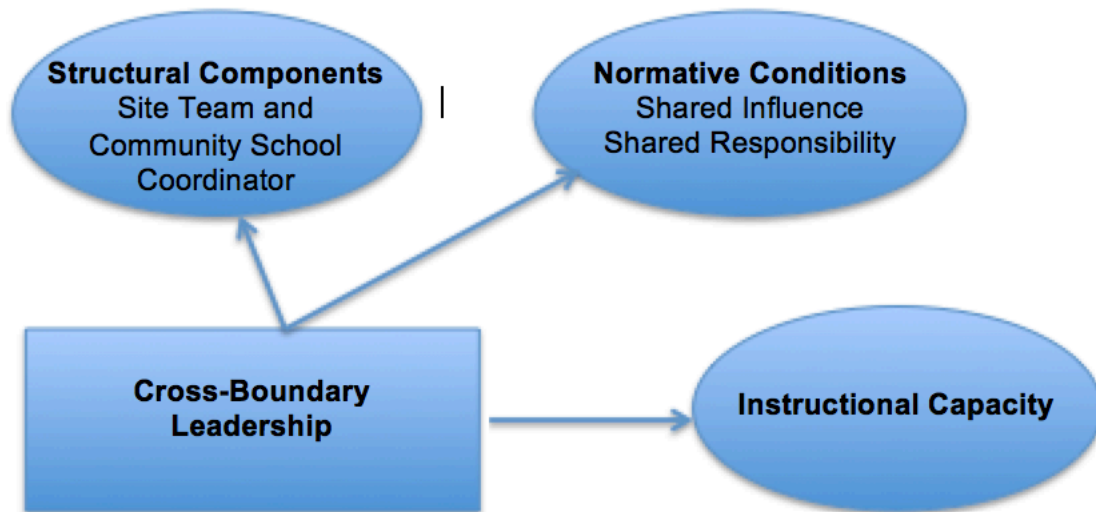 Structural Components
Site Team and
Community School
Coordinator
Normative Conditions
Shared Influence
Shared Responsibility
Cross-Boundary
Leadership
Instructional Capacity